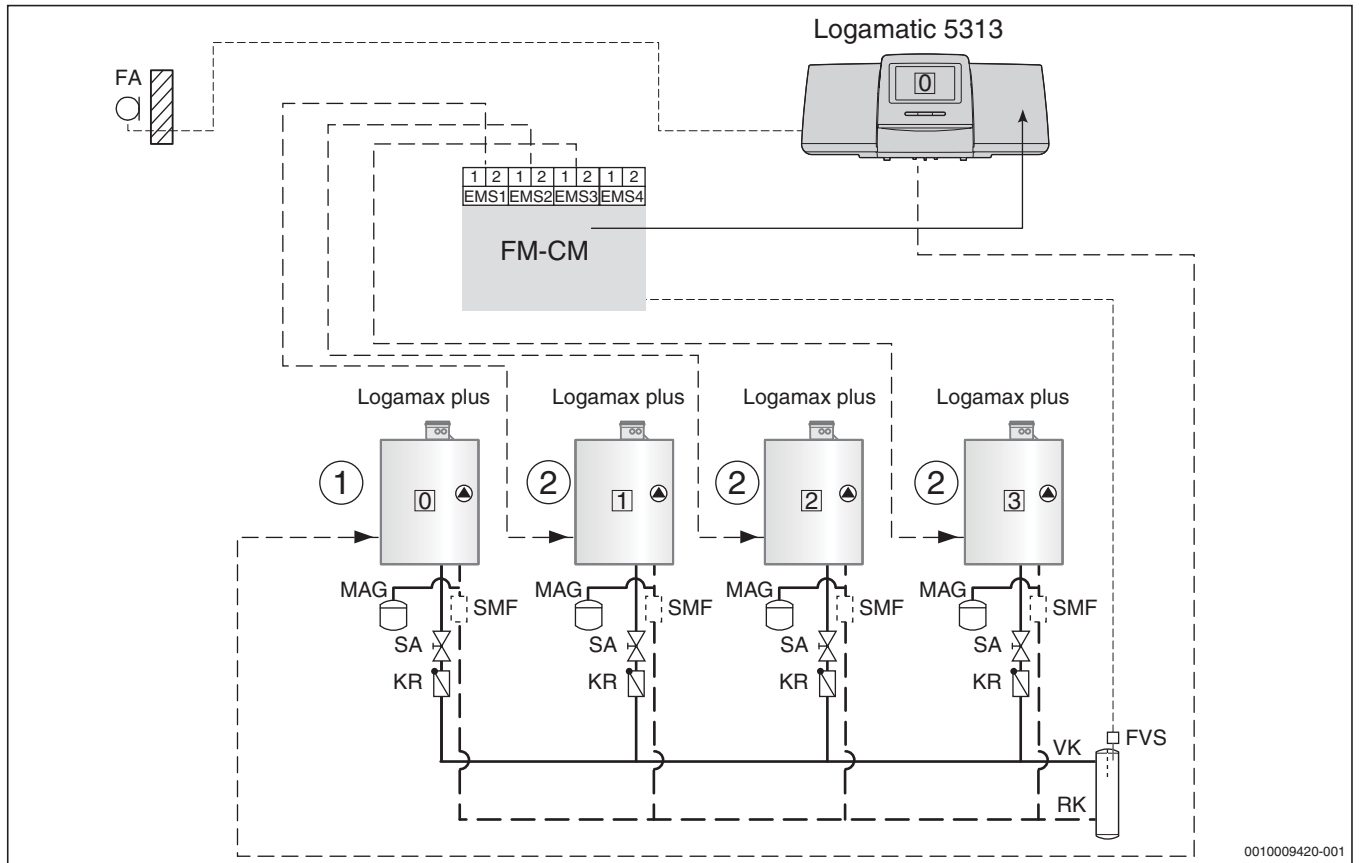 Logamatic 5313
FA
0
1 2 1 2 1 2 1 2
EMS1 EMS2 EMS3 EMS4
FM-CM
Logamax plus Logamax plus Logamax plus Logamax plus
1 0 2 1 2 2 2 3
MAG SMF MAG SMF MAG SMF MAG SMF
SA SA SA SA
KR KR KR KR
FVS
VK
RK
0010009420-001